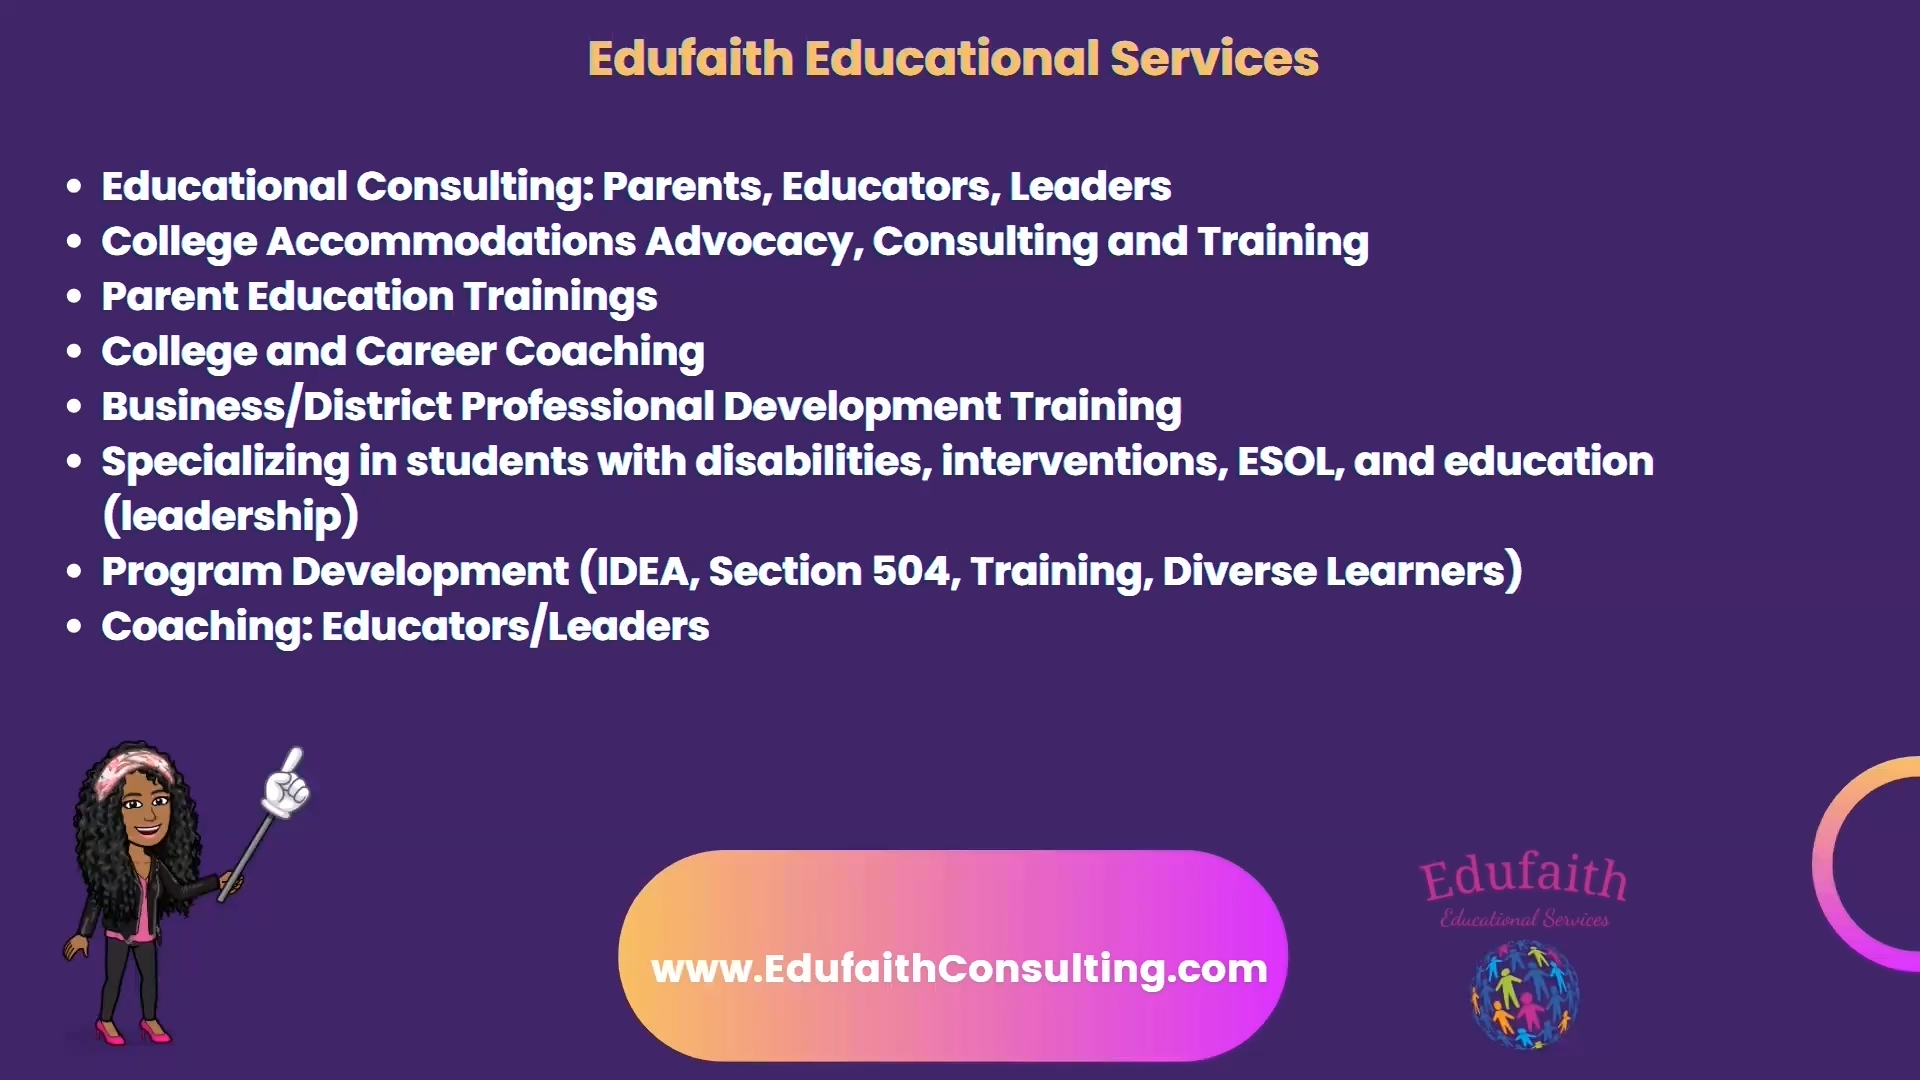 Edufaith Educational Services
• Educational Consulting: Parents, Educators, Leaders
• College Accommodations Advocacy, Consulting and Training
• Parent Education Trainings
• College and Career Coaching
• Business/District Professional Development Training
• Specializing in students with disabilities, interventions, ESOL, and education
(leadership)
• Program Development (IDEA, Section 504, Training, Diverse Learners)
• Coaching: Educators/Leaders
www.EdufaithConsulting.com
Edufaith
Educational Services